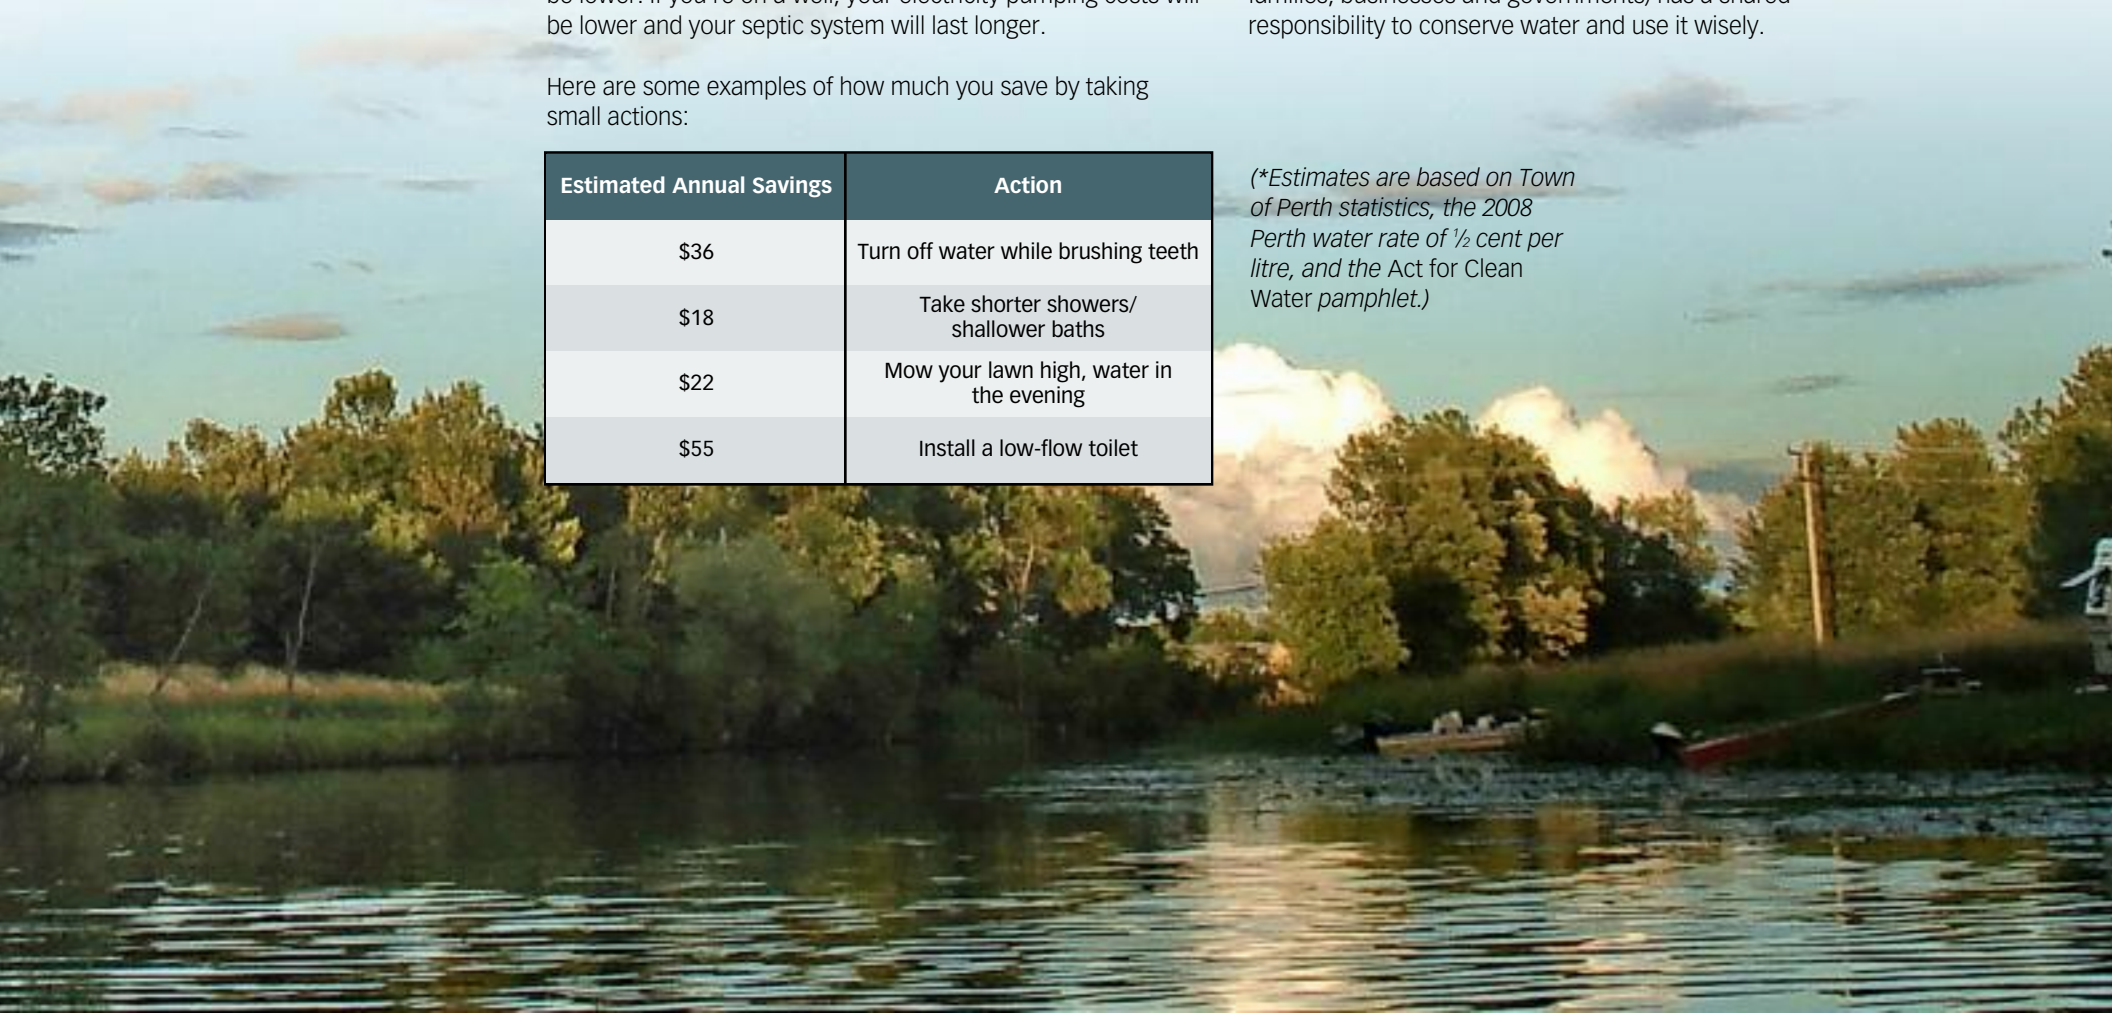 be lower and your septic system will last longer.
Here are some examples of how much you save by taking
small actions:
Estimated Annual Savings
Action
$36
Turn off water while brushing teeth
$18
Take shorter showers/
shallower baths
$22
Mow your lawn high, water in
the evening
$55
Install a low-flow toilet
responsibility to conserve water and use it wisely.
(*Estimates are based on Town
of Perth statistics, the 2008
Perth water rate of ½ cent per
litre, and the Act for Clean
Water pamphlet.)